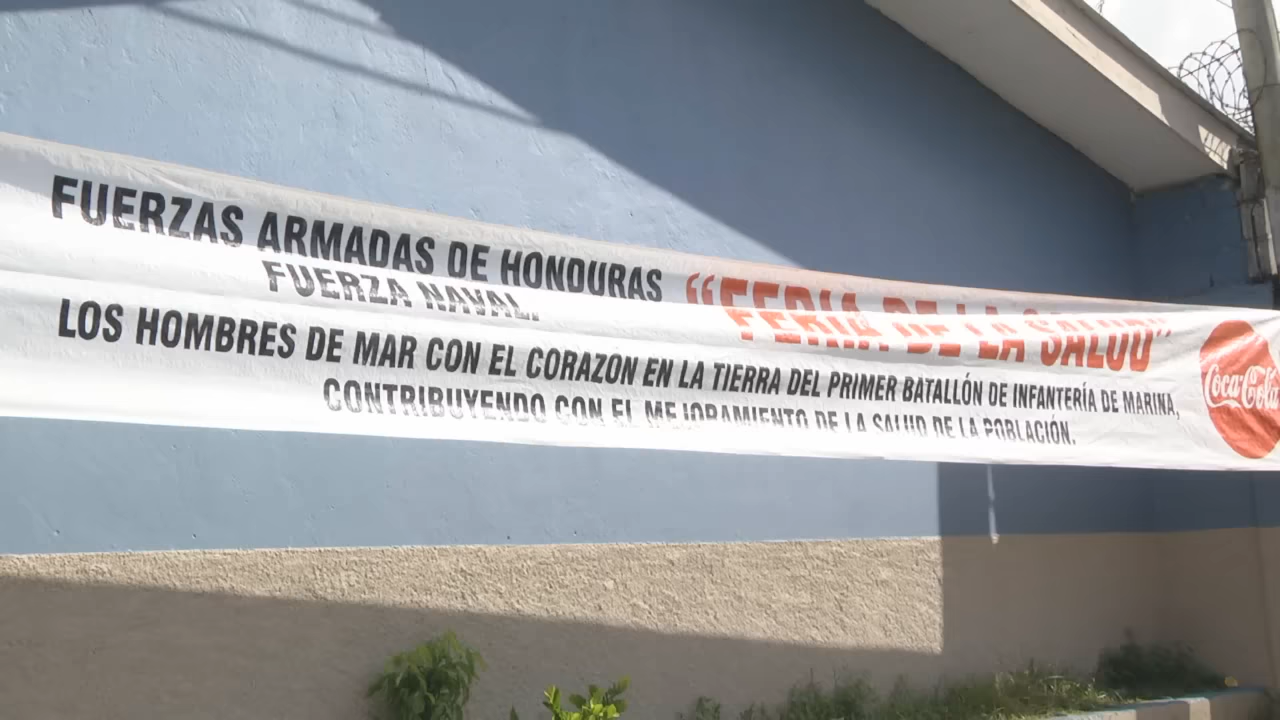 FUERZAS ARMADAS DE HONDURAS
FUERZA NAVAL
"FERIA DE LA SALUD"
LOS HOMBRES DE MAR CON EL CORAZÓN EN LA TIERRA DEL PRIMER BATALLÓN DE INFANTERÍA DE MARINA,
CONTRIBUYENDO CON EL MEJORAMIENTO DE LA SALUD DE LA POBLACIÓN.
Coca-Cola